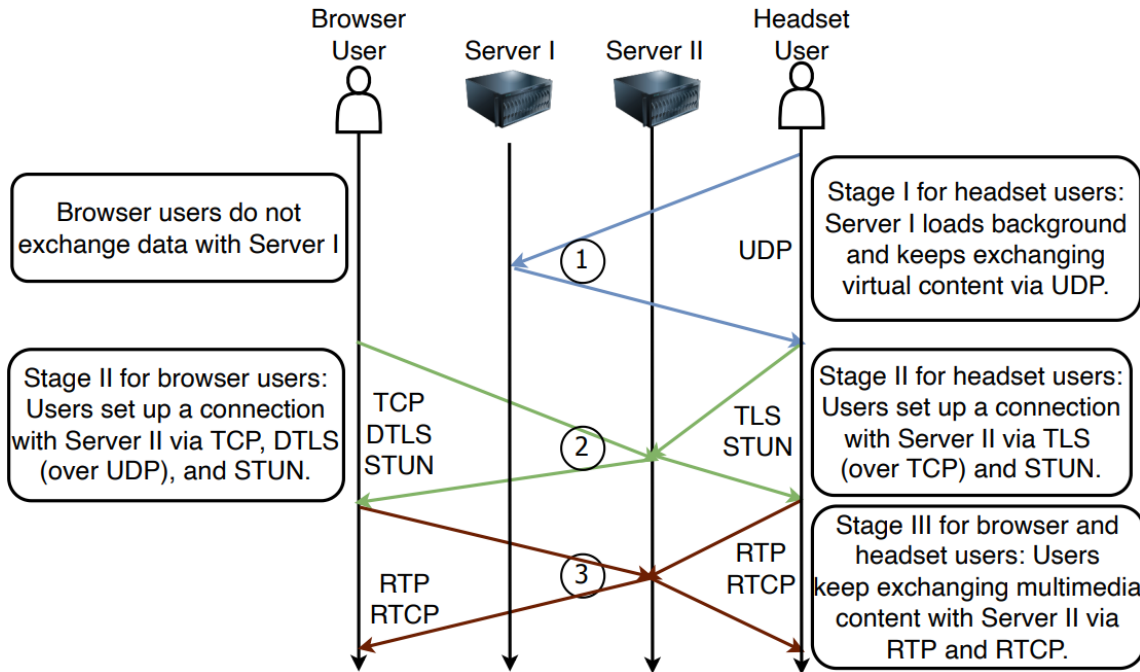 Browser
User
Server I
Server II
Headset
User
Browser users do not
exchange data with Server I
1
UDP
Stage I for headset users:
Server I loads background
and keeps exchanging
virtual content via UDP.
Stage II for browser users:
Users set up a connection
with Server II via TCP, DTLS
(over UDP), and STUN.
TCP
DTLS
STUN
2
TLS
STUN
Stage II for headset users:
Users set up a connection
with Server II via TLS
(over TCP) and STUN.
RTP
RTCP
3
RTP
RTCP
Stage III for browser and
headset users: Users
keep exchanging multimedia
content with Server II via
RTP and RTCP.